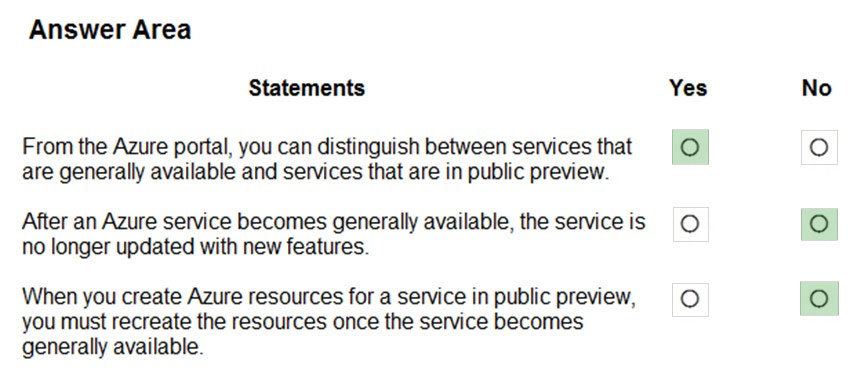 Answer Area
Statements Yes No
From the Azure portal, you can distinguish between services that
are generally available and services that are in public preview.
After an Azure service becomes generally available, the service is
no longer updated with new features.
When you create Azure resources for a service in public preview,
you must recreate the resources once the service becomes
generally available.